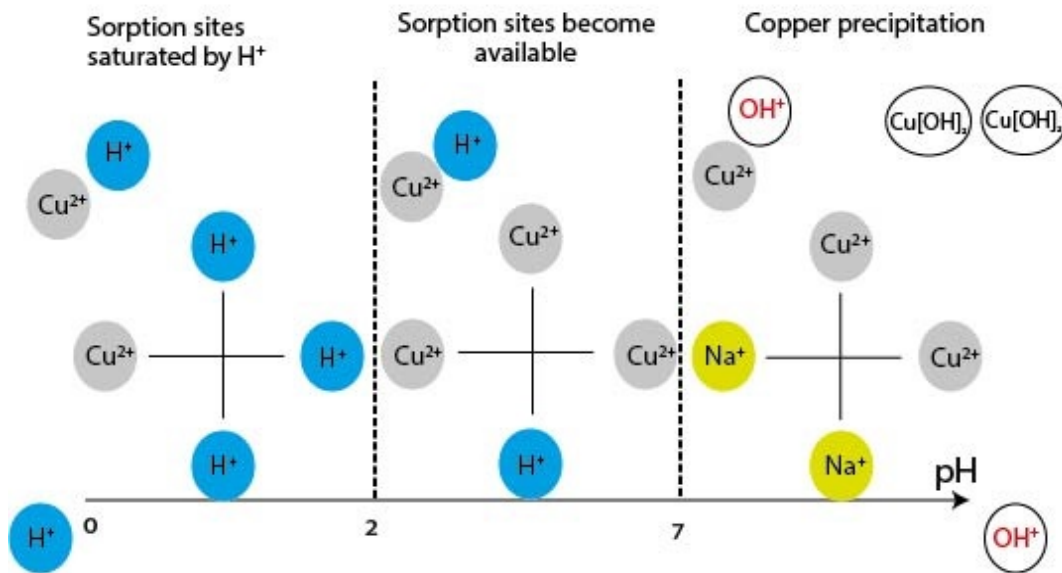 Sorption sites
saturated by H⁺
Sorption sites become
available
Copper precipitation
H⁺
Cu²⁺
H⁺
Cu²⁺
H⁺
H⁺
H⁺
Cu²⁺
Cu²⁺
Cu²⁺
Cu²⁺
H⁺
OH⁺
Cu[OH]₂
Cu[OH]₂
Cu²⁺
Cu²⁺
Na⁺
Cu²⁺
Na⁺
pH
0
2
7
H⁺
OH⁺